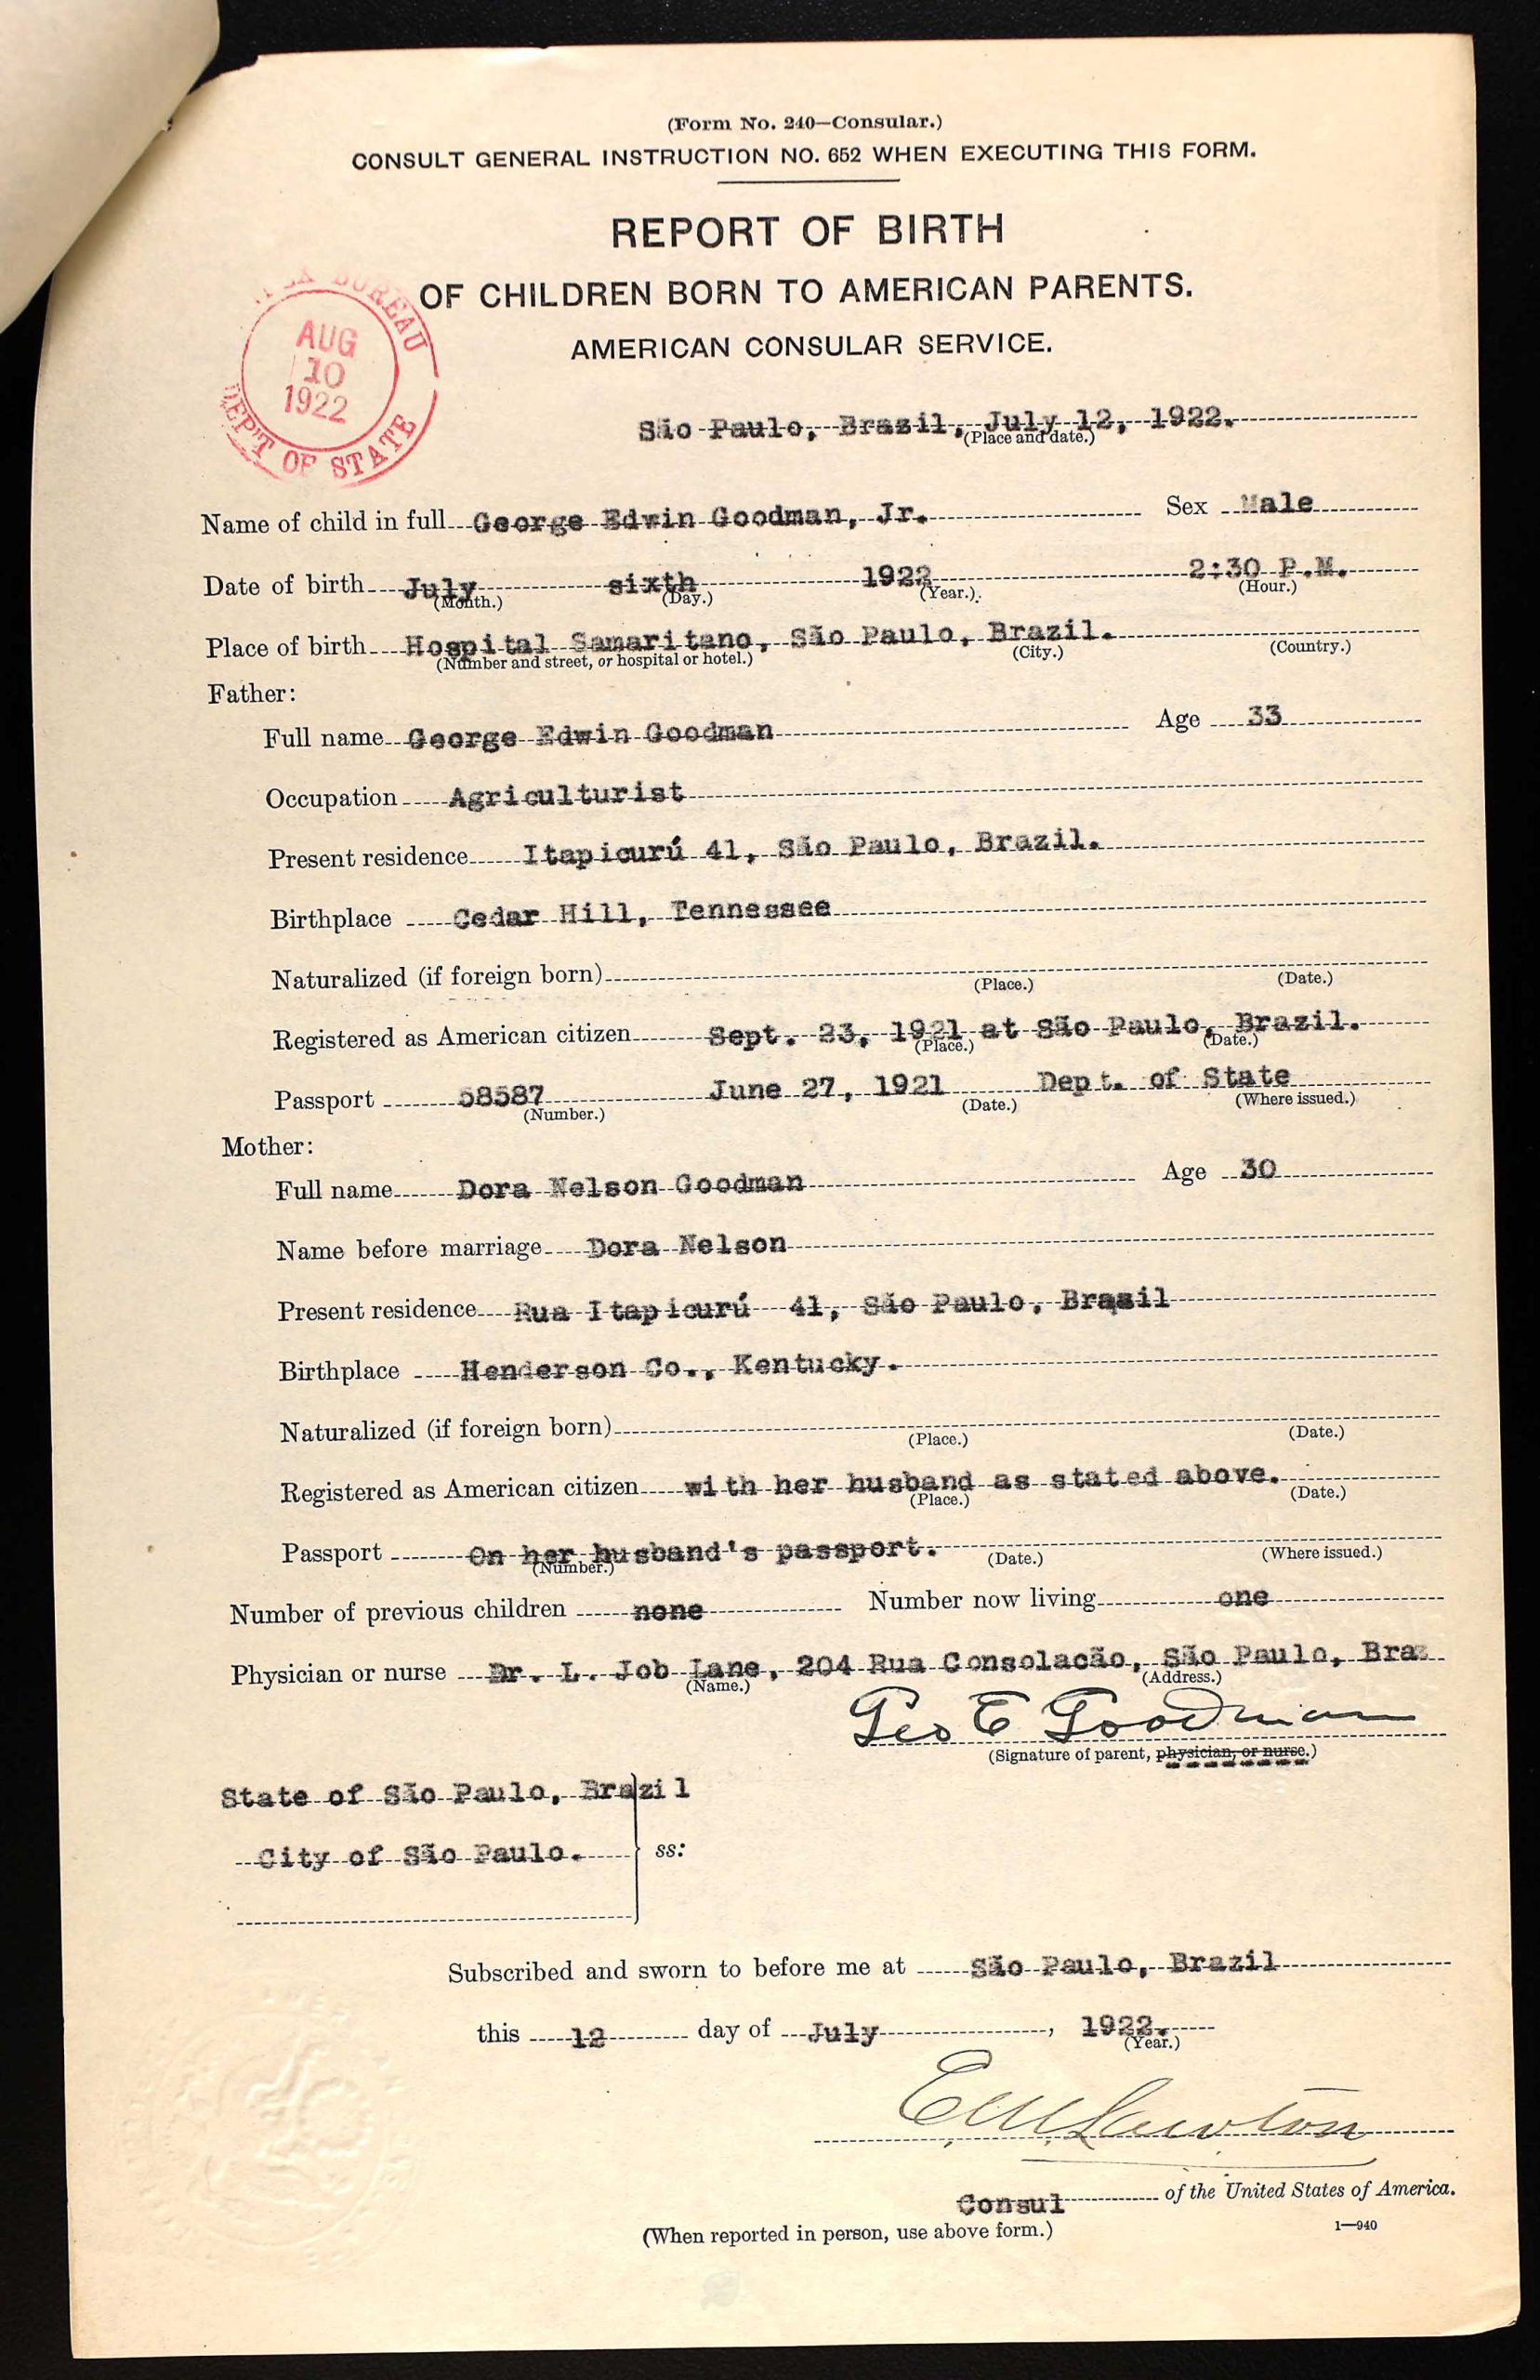 (Form No. 240—Consular.)
CONSULT GENERAL INSTRUCTION NO. 652 WHEN EXECUTING THIS FORM.
REPORT OF BIRTH
OF CHILDREN BORN TO AMERICAN PARENTS.
AMERICAN CONSULAR SERVICE.
BUREAU
AUG
10
1922
DEP'T OF STATE
São Paulo, Brazil, July 12, 1922.
(Place and date.)
Name of child in full George Edwin Goodman, Jr. Sex Male
Date of birth July sixth 1922 2:30 P.M.
(Month.) (Day.) (Year.) (Hour.)
Place of birth Hospital Samaritano, São Paulo, Brazil.
(Number and street, or hospital or hotel.) (City.) (Country.)
Father:
Full name George Edwin Goodman Age 33
Occupation Agriculturist
Present residence Itapicurú 41, São Paulo, Brazil.
Birthplace Cedar Hill, Tennessee
Naturalized (if foreign born)
(Place.) (Date.)
Registered as American citizen Sept. 23, 1921 at São Paulo, Brazil.
(Place.) (Date.)
Passport 58587 June 27, 1921 Dept. of State
(Number.) (Date.) (Where issued.)
Mother:
Full name Dora Nelson Goodman Age 30
Name before marriage Dora Nelson
Present residence Rua Itapicurú 41, São Paulo, Brazil
Birthplace Henderson Co., Kentucky.
Naturalized (if foreign born)
(Place.) (Date.)
Registered as American citizen with her husband as stated above.
(Place.) (Date.)
Passport On her husband's passport.
(Number.) (Date.) (Where issued.)
Number of previous children none Number now living one
Physician or nurse Dr. L. Job Lane, 204 Rua Consolacão, São Paulo, Braz
(Name.) (Address.)
Geo E Goodman
(Signature of parent, physician, or nurse.)
State of São Paulo, Brazil
City of São Paulo. ss:
Subscribed and sworn to before me at São Paulo, Brazil
this 12 day of July, 1922.
(Year.)
E.M. Lawton
Consul of the United States of America.
(When reported in person, use above form.) 1—940